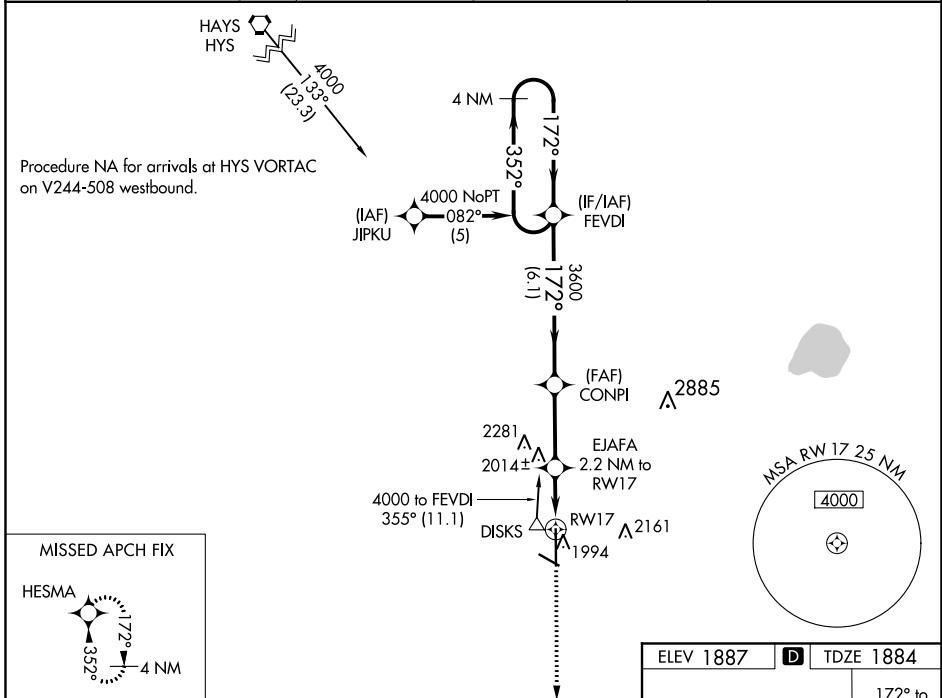 HAYS
HYS
4000
133°
(23.3)
4 NM
172°
352°
Procedure NA for arrivals at HYS VORTAC
on V244-508 westbound.
4000 NoPT
082°
(5)
(IAF)
JIPKU
(IF/IAF)
FEVDI
3600
172°
(6.1)
(FAF)
CONPI
2885
2281
2014±
EJAFA
2.2 NM to
RW17
4000 to FEVDI
355° (11.1)
DISKS
RW17
2161
1994
MSA RW 17 25 NM
4000
MISSED APCH FIX
HESMA
172°
352°
4 NM
ELEV 1887 D TDZE 1884
172° to